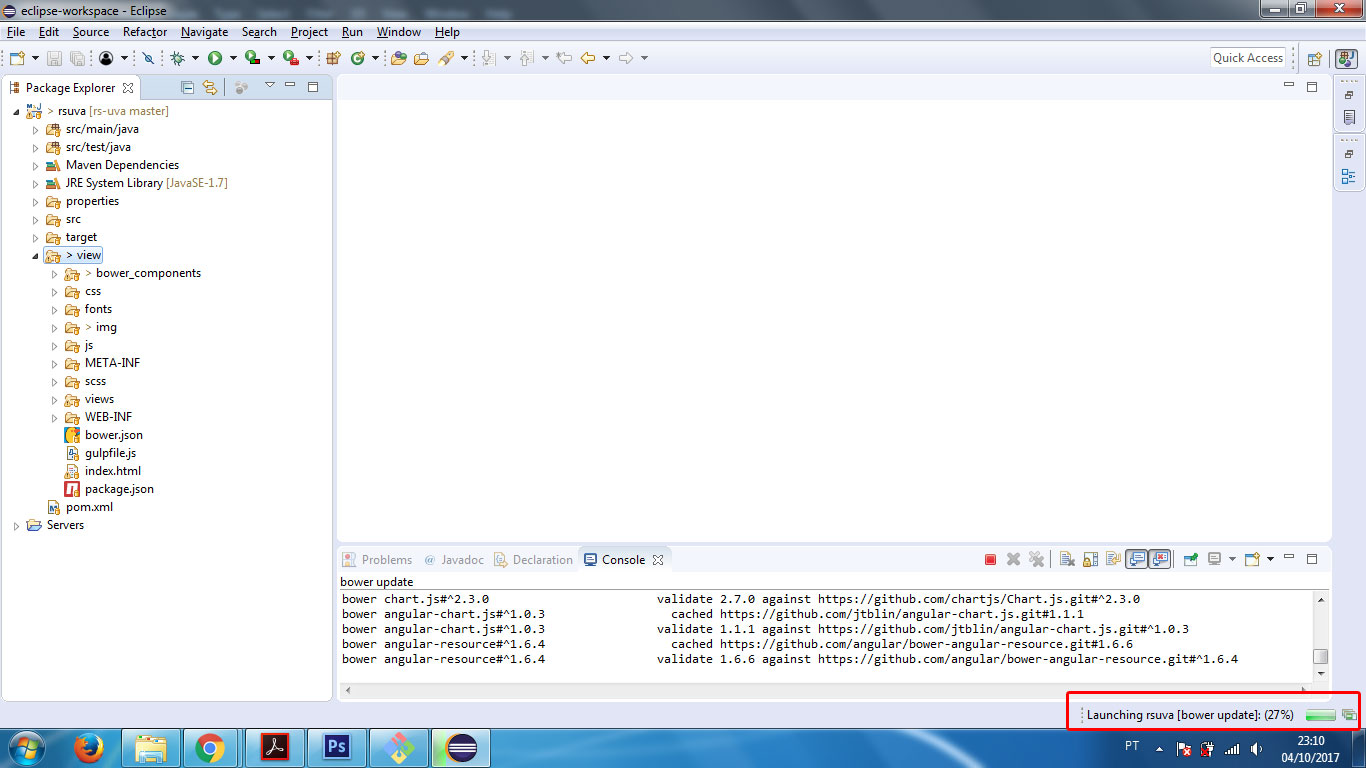 eclipse-workspace - Eclipse
File Edit Source Refactor Navigate Search Project Run Window Help
Quick Access
Package Explorer
> rsuva [rs-uva master]
src/main/java
src/test/java
Maven Dependencies
JRE System Library [JavaSE-1.7]
properties
src
target
> view
> bower_components
css
fonts
> img
js
META-INF
scss
views
WEB-INF
bower.json
gulpfile.js
index.html
package.json
pom.xml
Servers
Problems @ Javadoc Declaration Console
bower update
bower chart.js#^2.3.0 validate 2.7.0 against https://github.com/chartjs/Chart.js.git#^2.3.0
bower angular-chart.js#^1.0.3 cached https://github.com/jtblin/angular-chart.js.git#1.1.1
bower angular-chart.js#^1.0.3 validate 1.1.1 against https://github.com/jtblin/angular-chart.js.git#^1.0.3
bower angular-resource#^1.6.4 cached https://github.com/angular/bower-angular-resource.git#1.6.6
bower angular-resource#^1.6.4 validate 1.6.6 against https://github.com/angular/bower-angular-resource.git#^1.6.4
Launching rsuva [bower update]: (27%)
Ps
PT
23:10
04/10/2017